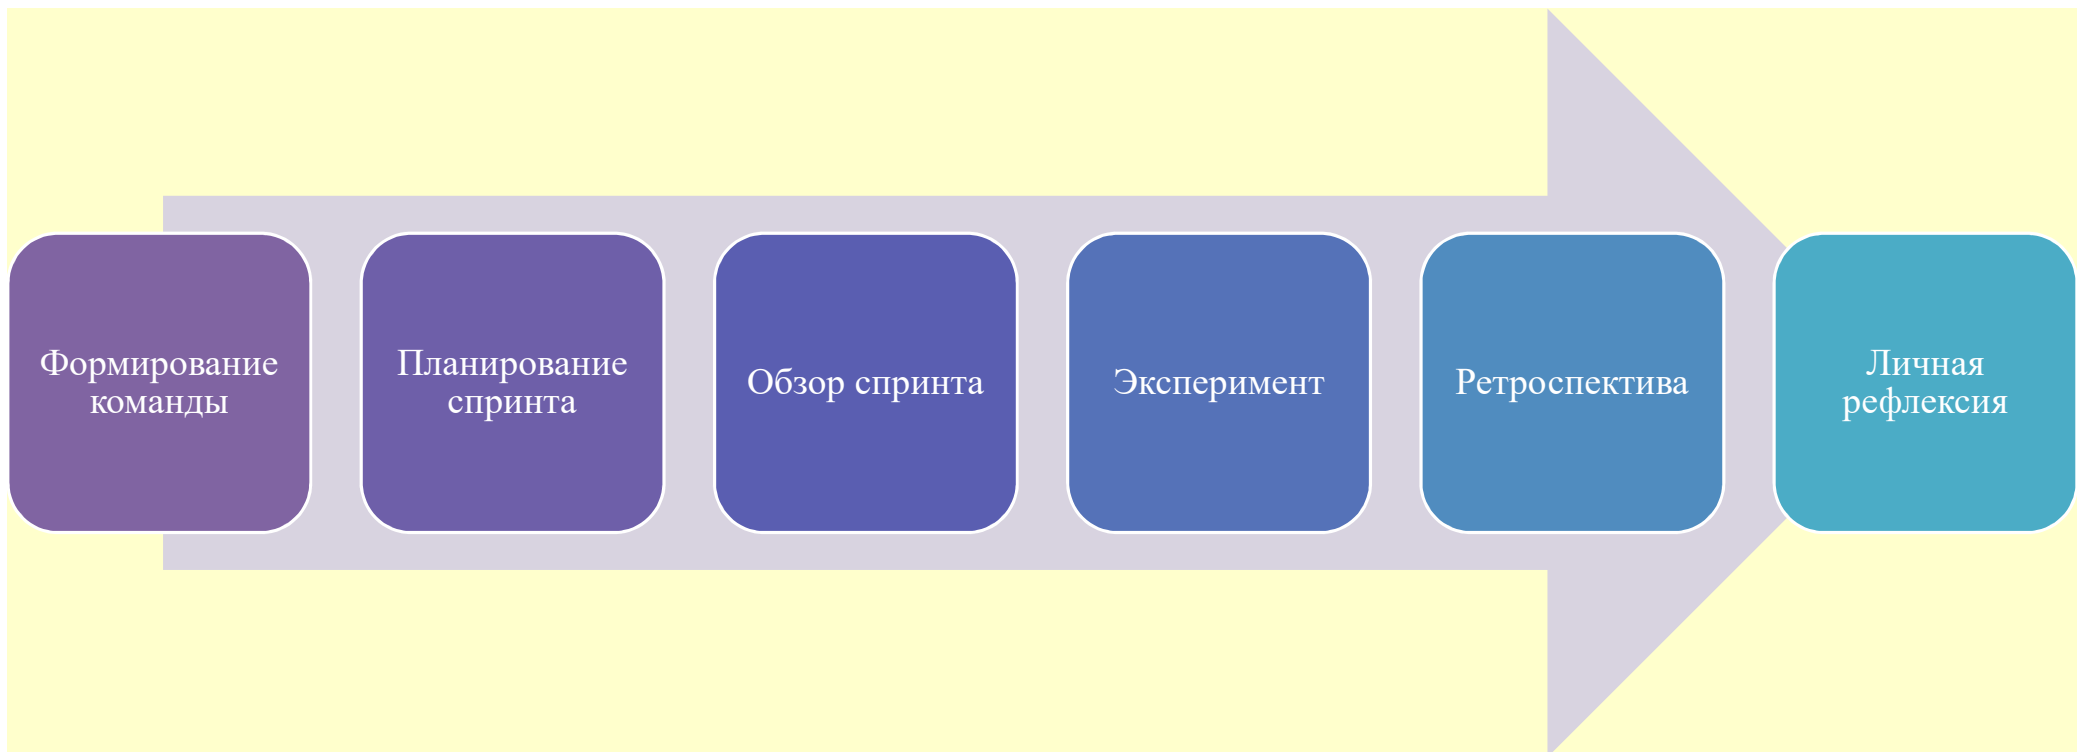 Формирование
команды
Планирование
спринта
Обзор спринта
Эксперимент
Ретроспектива
Личная
рефлексия